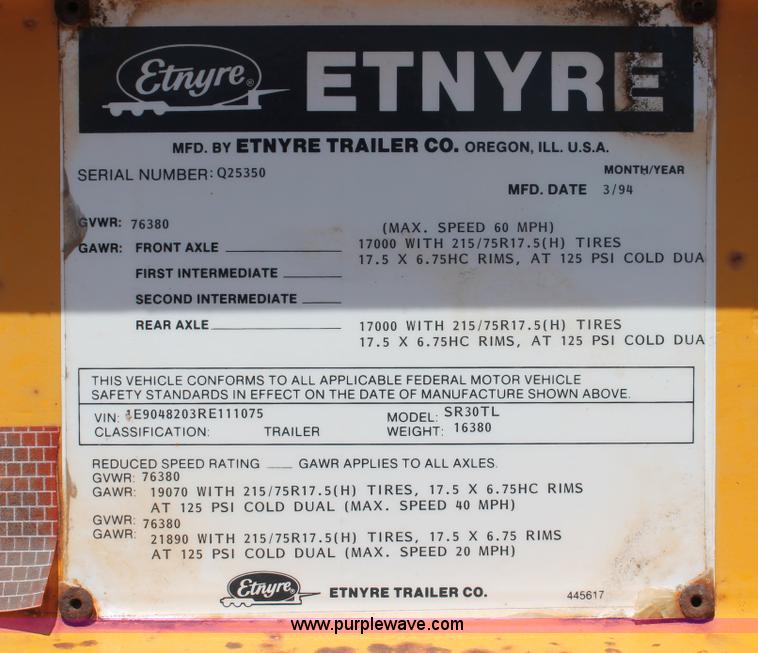 Etnyre® ETNYRE
MFD. BY ETNYRE TRAILER CO. OREGON, ILL. U.S.A.
SERIAL NUMBER: Q25350 MONTH/YEAR
MFD. DATE 3/94
GVWR: 76380 (MAX. SPEED 60 MPH)
GAWR: FRONT AXLE 17000 WITH 215/75R17.5(H) TIRES
17.5 X 6.75HC RIMS, AT 125 PSI COLD DUA
FIRST INTERMEDIATE
SECOND INTERMEDIATE
REAR AXLE 17000 WITH 215/75R17.5(H) TIRES
17.5 X 6.75HC RIMS, AT 125 PSI COLD DUA
THIS VEHICLE CONFORMS TO ALL APPLICABLE FEDERAL MOTOR VEHICLE
SAFETY STANDARDS IN EFFECT ON THE DATE OF MANUFACTURE SHOWN ABOVE.
VIN: 1E9048203RE111075 MODEL: SR30TL
CLASSIFICATION: TRAILER WEIGHT: 16380
REDUCED SPEED RATING ___ GAWR APPLIES TO ALL AXLES.
GVWR: 76380
GAWR: 19070 WITH 215/75R17.5(H) TIRES, 17.5 X 6.75HC RIMS
AT 125 PSI COLD DUAL (MAX. SPEED 40 MPH)
GVWR: 76380
GAWR: 21890 WITH 215/75R17.5(H) TIRES, 17.5 X 6.75 RIMS
AT 125 PSI COLD DUAL (MAX. SPEED 20 MPH)
Etnyre® ETNYRE TRAILER CO. 445617
www.purplewave.com